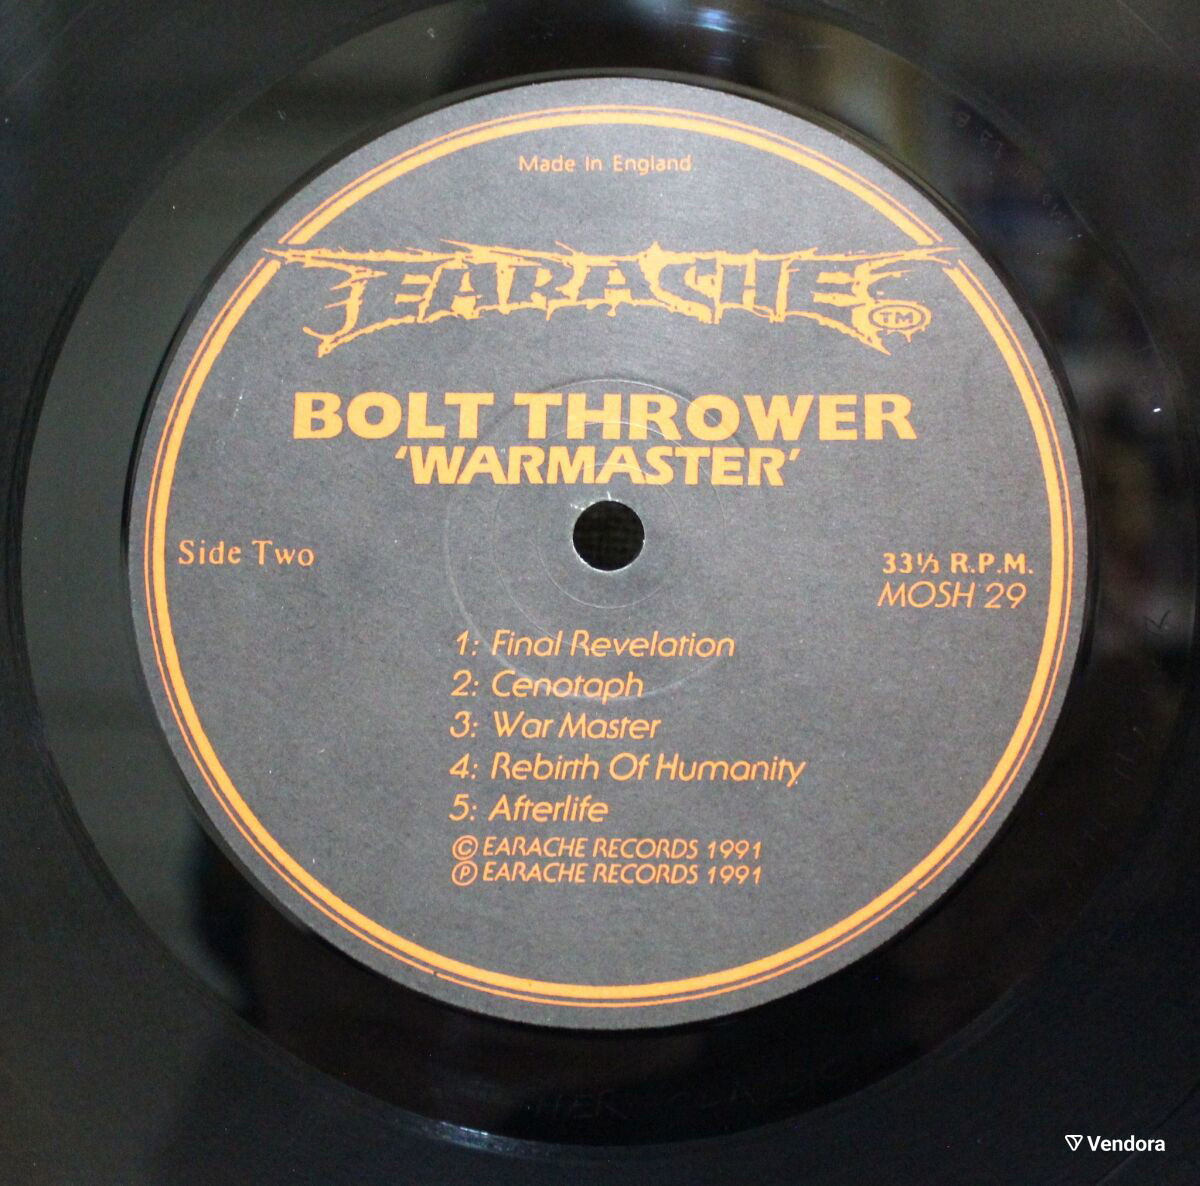 Made in England
EARACHE TM
BOLT THROWER
'WARMASTER'
Side Two
33⅓ R.P.M.
MOSH 29
1: Final Revelation
2: Cenotaph
3: War Master
4: Rebirth Of Humanity
5: Afterlife
© EARACHE RECORDS 1991
℗ EARACHE RECORDS 1991
Vendora